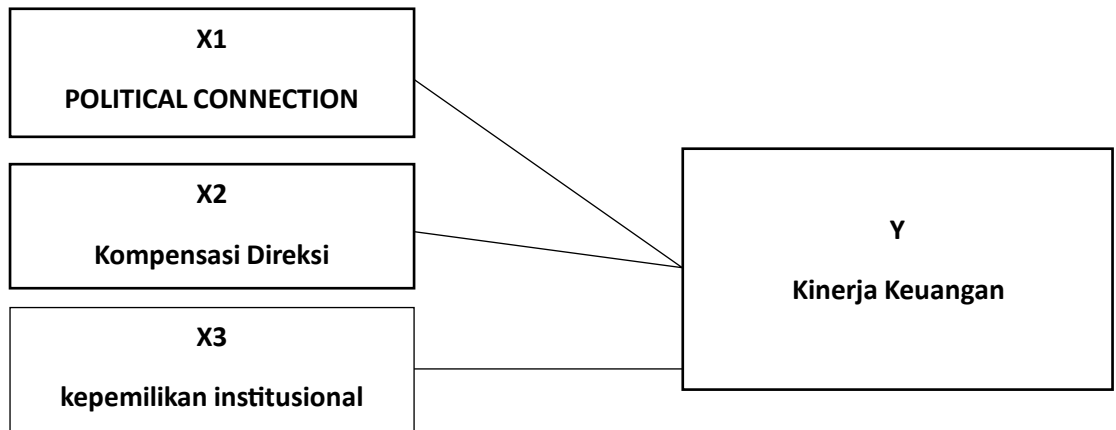 X1
POLITICAL CONNECTION
X2
Kompensasi Direksi
X3
kepemilikan institusional
Y
Kinerja Keuangan